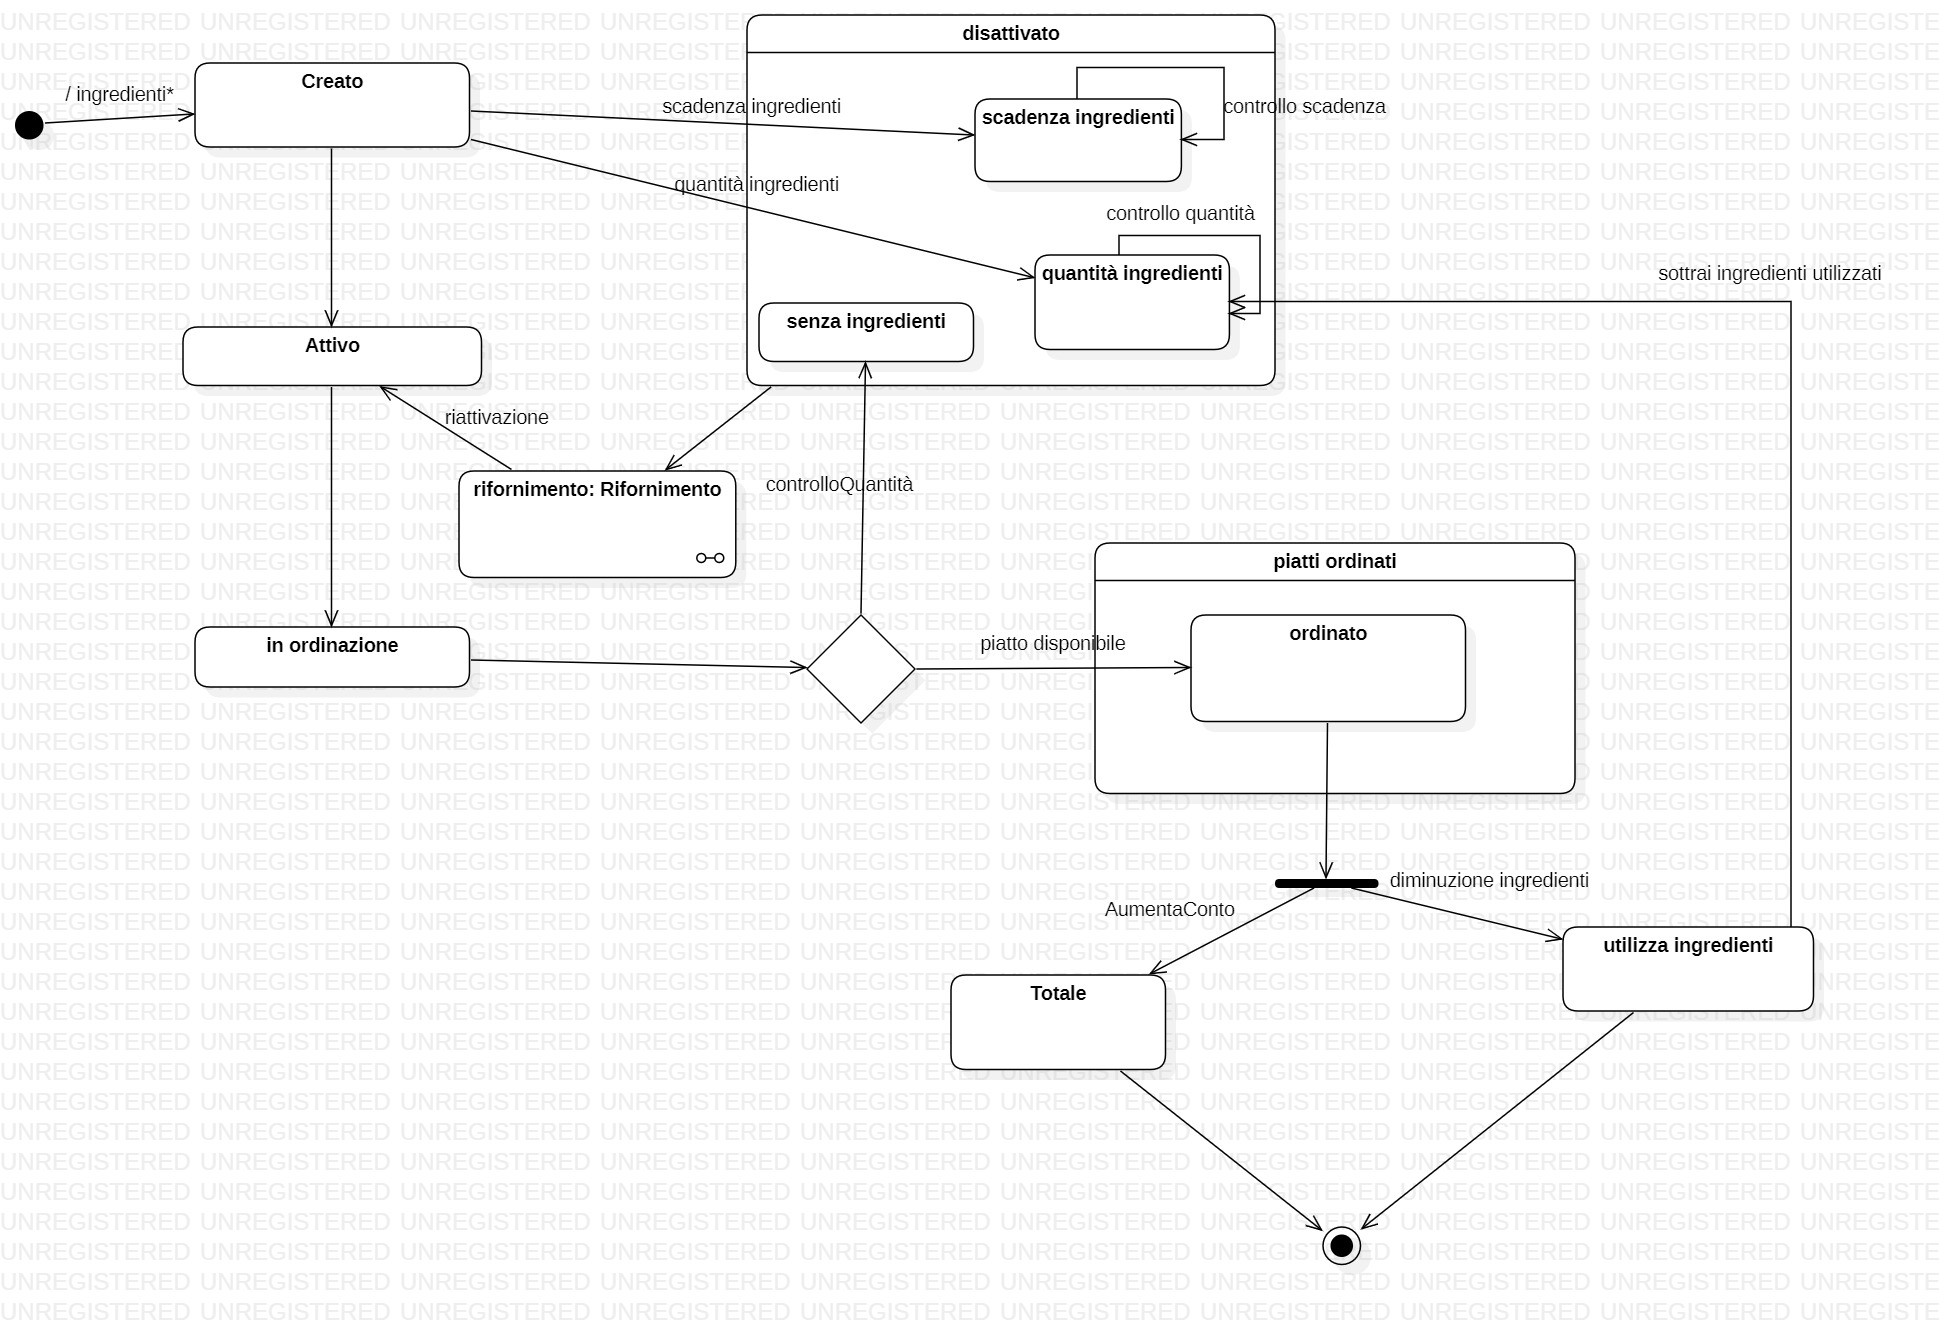 disattivato
Creato
/ ingredienti*
scadenza ingredienti
scadenza ingredienti
controllo scadenza
quantità ingredienti
controllo quantità
quantità ingredienti
sottrai ingredienti utilizzati
senza ingredienti
Attivo
riattivazione
rifornimento: Rifornimento
controlloQuantità
piatti ordinati
in ordinazione
piatto disponibile
ordinato
diminuzione ingredienti
AumentaConto
utilizza ingredienti
Totale
UNREGISTERED